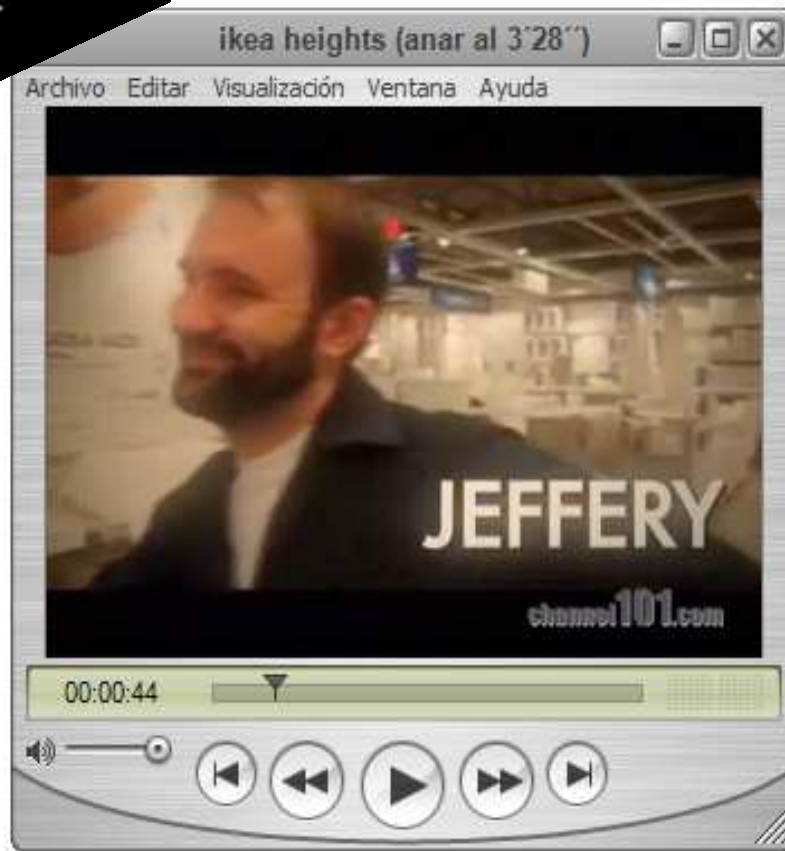 ikea heights (anar al 3´28´´)
Archivo Editar Visualización Ventana Ayuda
JEFFERY
channel101.com
00:00:44